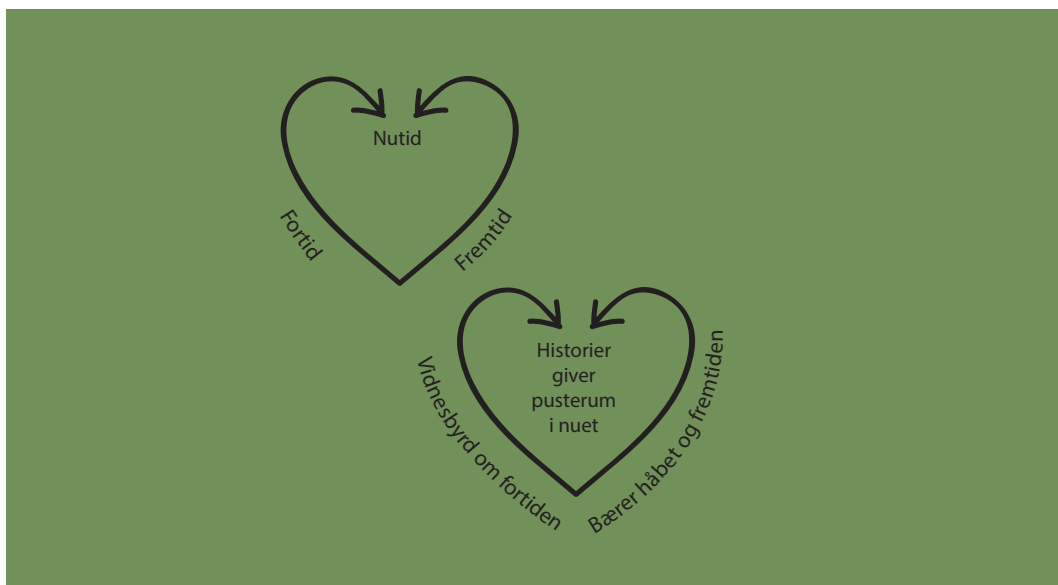 Nutid
Fortid
Fremtid
Historier
giver
pusterum
i nuet
Vidnesbyrd om fortiden
Bærer håbet og fremtiden